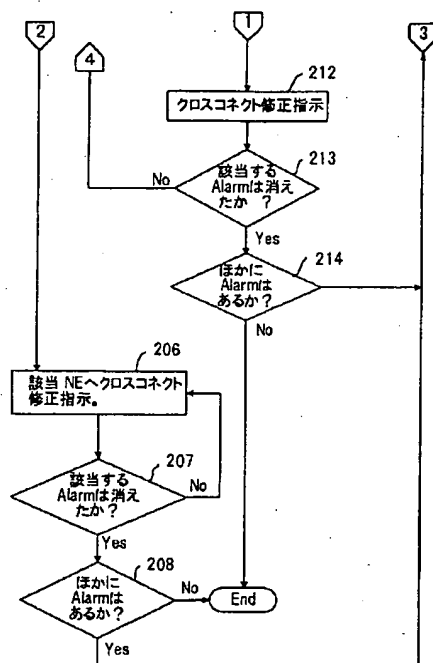 2
1
3
4
212
クロスコネクト修正指示
213
該当する
Alarmは消え
たか ?
No
Yes
214
ほかに
Alarmは
あるか?
No
206
該当 NEへクロスコネクト
修正指示。
207
該当する
Alarmは消え
たか?
No
Yes
208
ほかに
Alarmは
あるか?
No
End
Yes